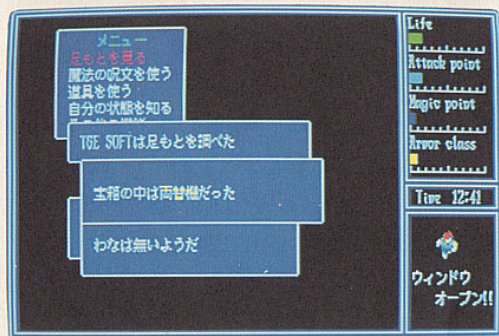 メニュー
足もとを見る
魔法の呪文を使う
道具を使う
自分の状態を知る
TGE SOFTは足もとを調べた
宝箱の中は両替機だった
わなは無いようだ
Life
Attack point
Magic point
Arvor class
Time 12:41
ウィンドウ
オープン!!